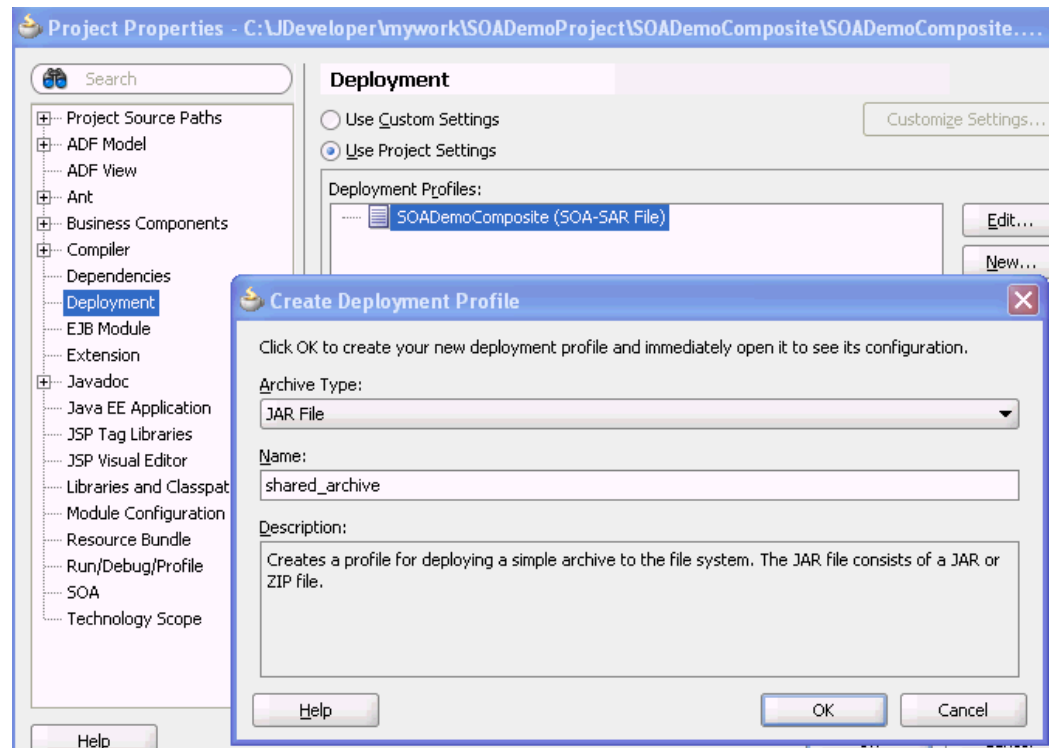 Project Properties - C:\JDeveloper\mywork\SOADemoProject\SOADemoComposite\SOADemoComposite....
Search
Project Source Paths
ADF Model
ADF View
Ant
Business Components
Compiler
Dependencies
Deployment
EJB Module
Extension
Javadoc
Java EE Application
JSP Tag Libraries
JSP Visual Editor
Libraries and Classpat
Module Configuration
Resource Bundle
Run/Debug/Profile
SOA
Technology Scope
Help
Deployment
Use Custom Settings
Customize Settings...
Use Project Settings
Deployment Profiles:
SOADemoComposite (SOA-SAR File)
Edit...
New...
Create Deployment Profile
Click OK to create your new deployment profile and immediately open it to see its configuration.
Archive Type:
JAR File
Name:
shared_archive
Description:
Creates a profile for deploying a simple archive to the file system. The JAR file consists of a JAR or
ZIP file.
Help
OK
Cancel